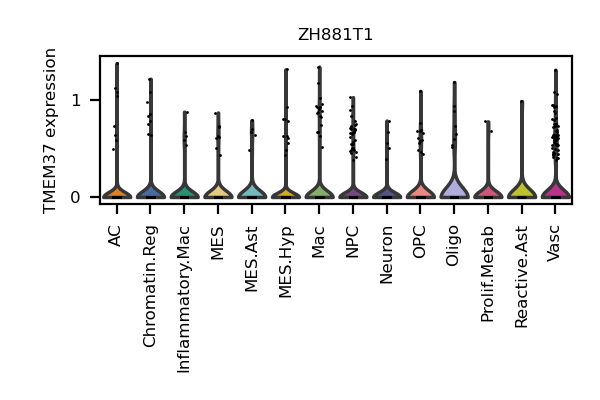 ZH881T1
TMEM37 expression
1
0
AC
Chromatin.Reg
Inflammatory.Mac
MES
MES.Ast
MES.Hyp
Mac
NPC
Neuron
OPC
Oligo
Prolif.Metab
Reactive.Ast
Vasc